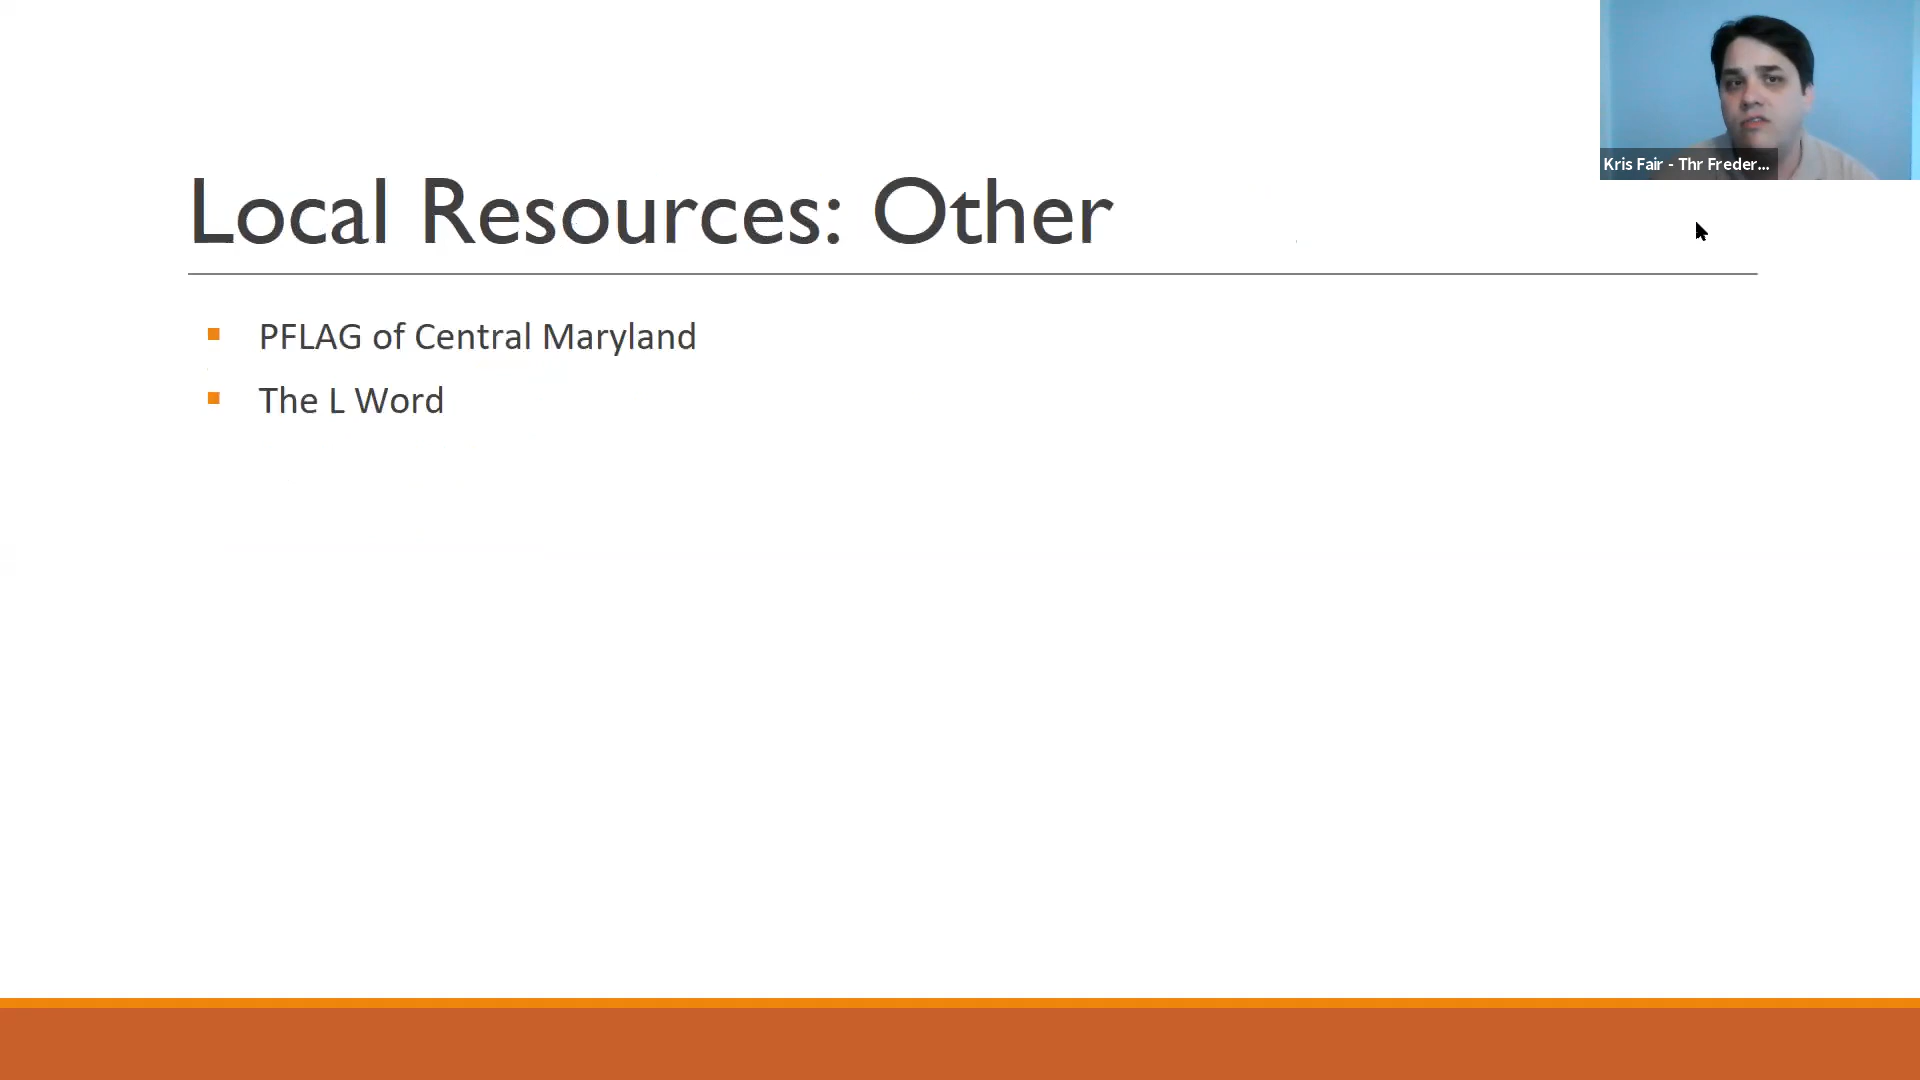 Kris Fair - Thr Freder...
Local Resources: Other
PFLAG of Central Maryland
The L Word